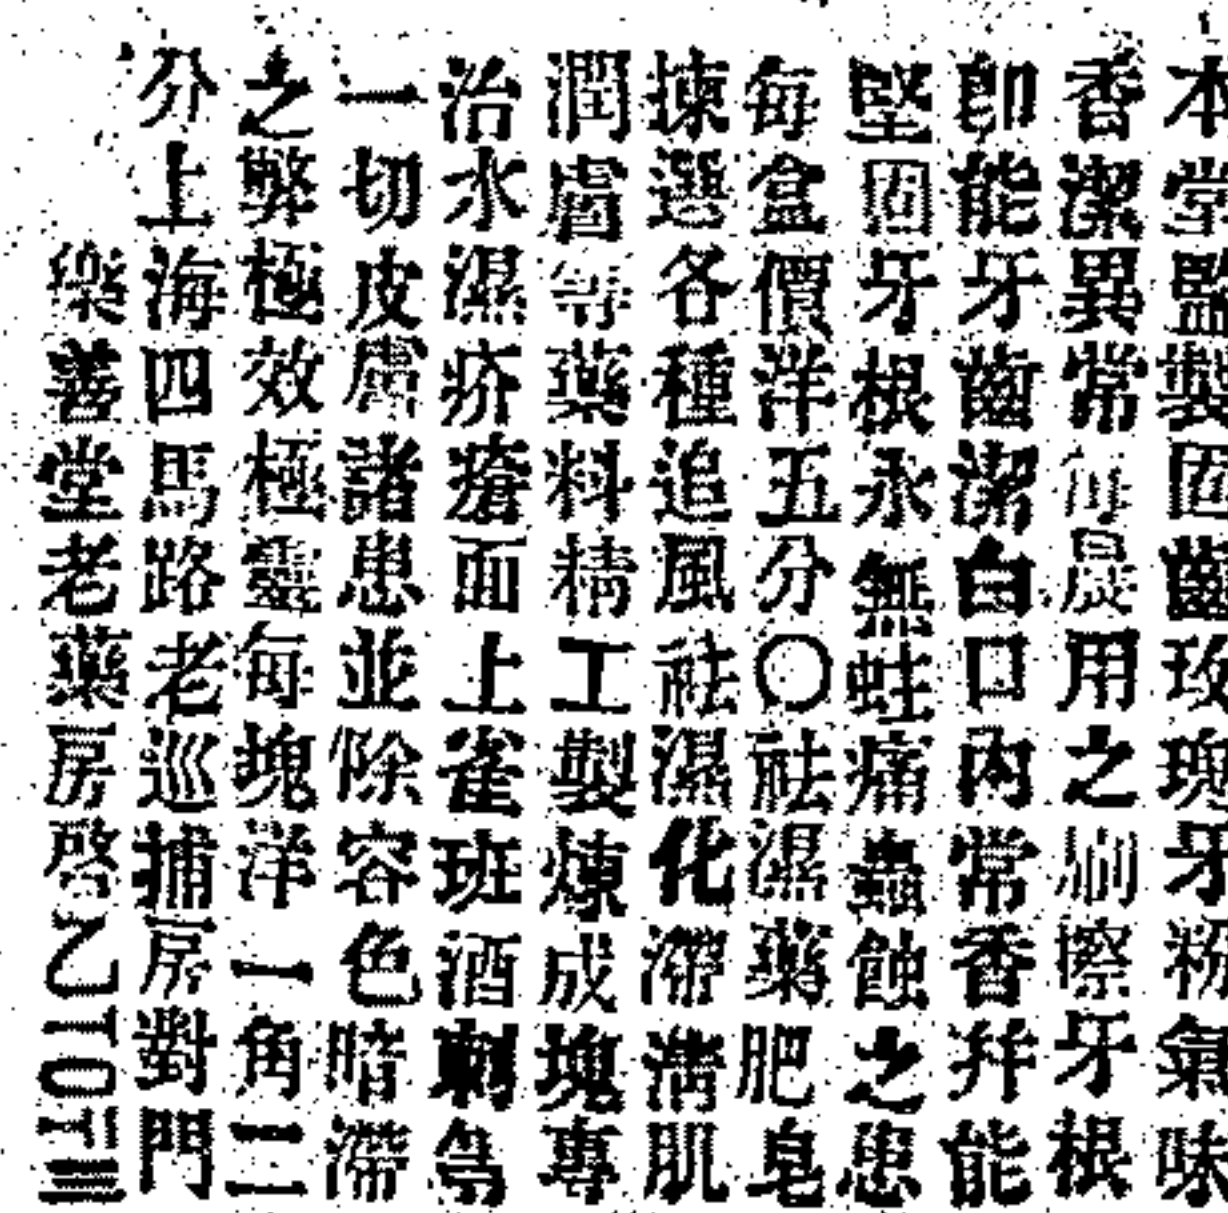 本堂監製固齒玫瑰牙粉氣味
香潔異常每晨用之刷擦牙根
卽能牙齒潔白口內常香幷能
堅固牙根永無蛀痛蟲蝕之患
每盒價洋五分〇祛濕藥肥皂
揀選各種追風祛濕化滯淸肌
潤膚等藥料精工製煉成塊專
治水濕疥瘡面上雀班酒刺等
一切皮膚諸患並除容色暗滯
之弊極效極靈每塊洋一角二
分上海四馬路老巡捕房對門
樂善堂老藥房啓乙